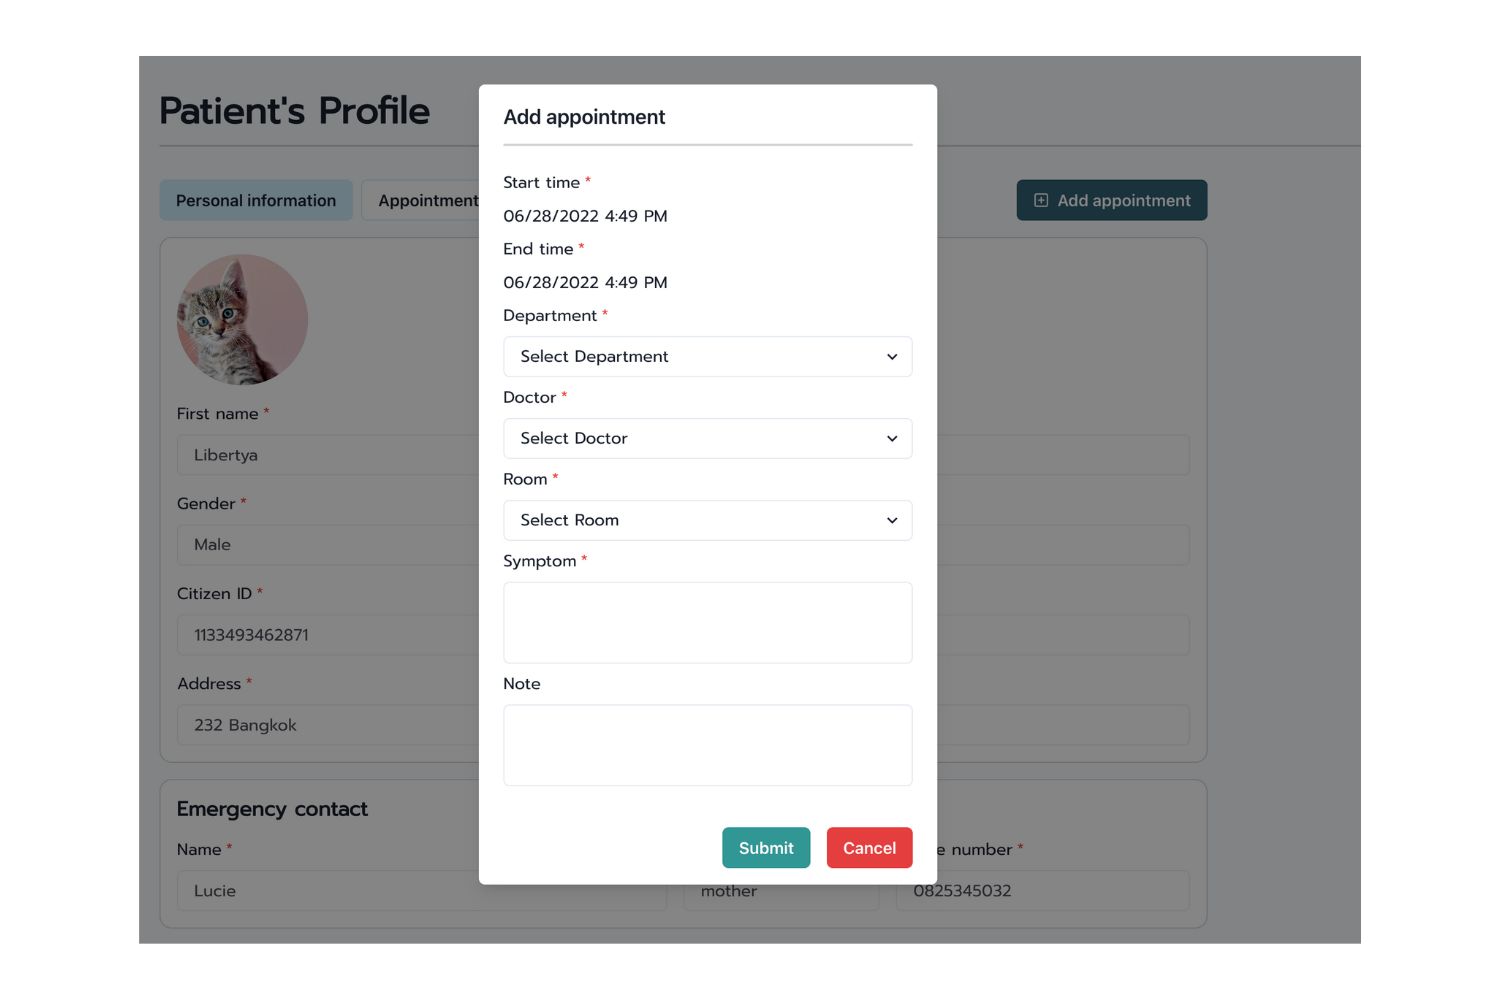 Patient's Profile
Personal information
Appointment
Add appointment
First name *
Libertya
Gender *
Male
Citizen ID *
1133493462871
Address *
232 Bangkok
Emergency contact
Name *
Lucie
mother
number *
0825345032
Add appointment
Start time *
06/28/2022 4:49 PM
End time *
06/28/2022 4:49 PM
Department *
Select Department
Doctor *
Select Doctor
Room *
Select Room
Symptom *
Note
Submit
Cancel